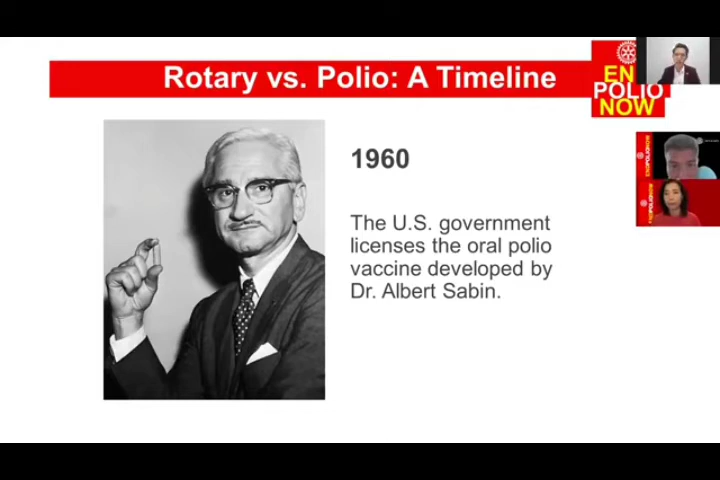 Rotary vs. Polio: A Timeline
EN
POLIO
NOW
1960
The U.S. government
licenses the oral polio
vaccine developed by
Dr. Albert Sabin.